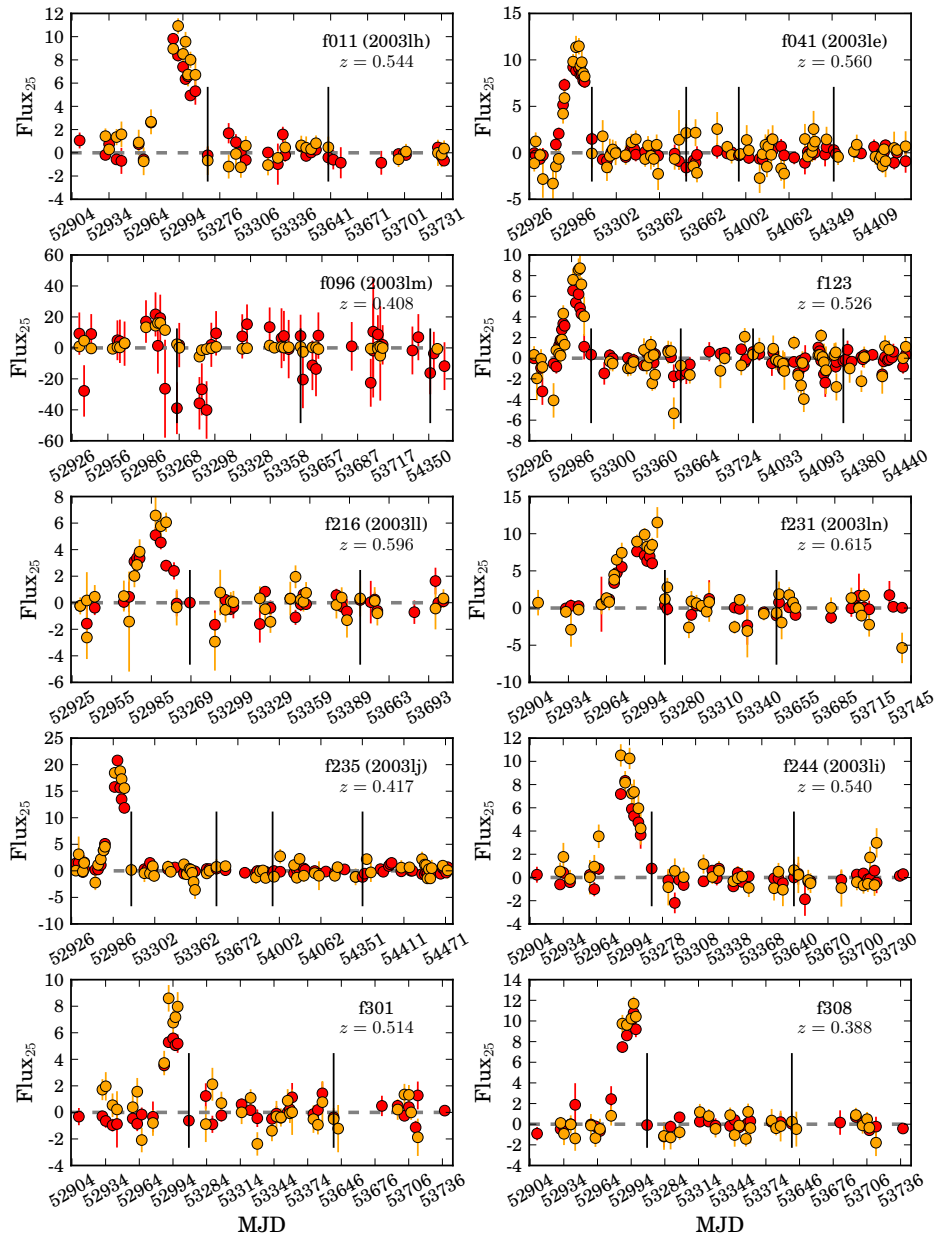 f011 (2003lh)
z = 0.544
Flux25
12
10
8
6
4
2
0
−2
−4
52904 52934 52964 52994 53276 53306 53336 53641 53671 53701 53731
f041 (2003le)
z = 0.560
Flux25
15
10
5
0
−5
52926 52986 53302 53362 53662 54002 54062 54349 54409
f096 (2003lm)
z = 0.408
Flux25
60
40
20
0
−20
−40
−60
52926 52956 52986 53268 53298 53328 53358 53657 53687 53717 54350
f123
z = 0.526
Flux25
10
8
6
4
2
0
−2
−4
−6
−8
52926 52986 53300 53360 53664 53724 54033 54093 54380 54440
f216 (2003ll)
z = 0.596
Flux25
8
6
4
2
0
−2
−4
−6
52925 52955 52985 53269 53299 53329 53359 53389 53663 53693
f231 (2003ln)
z = 0.615
Flux25
15
10
5
0
−5
−10
52904 52934 52964 52994 53280 53310 53340 53655 53685 53715 53745
f235 (2003lj)
z = 0.417
Flux25
25
20
15
10
5
0
−5
−10
52926 52986 53302 53362 53672 54002 54062 54351 54411 54471
f244 (2003li)
z = 0.540
Flux25
12
10
8
6
4
2
0
−2
−4
52904 52934 52964 52994 53278 53308 53338 53368 53640 53670 53700 53730
f301
z = 0.514
Flux25
10
8
6
4
2
0
−2
−4
52904 52934 52964 52994 53284 53314 53344 53374 53646 53676 53706 53736
MJD
f308
z = 0.388
Flux25
14
12
10
8
6
4
2
0
−2
−4
52904 52934 52964 52994 53284 53314 53344 53374 53646 53676 53706 53736
MJD